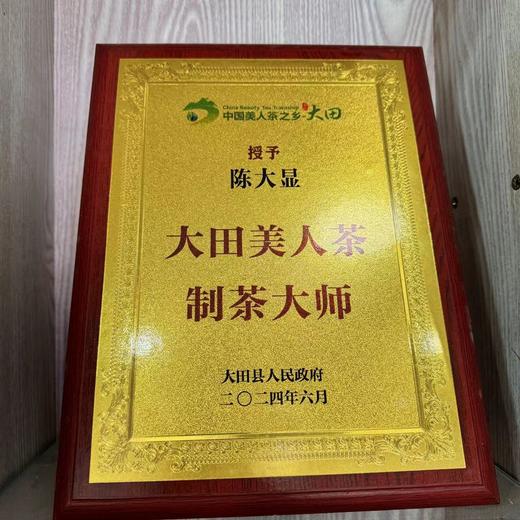 China Beauty Tea Township
中国美人茶之乡·大田
授予
陈大显
大田美人茶
制茶大师
大田县人民政府
二〇二四年六月